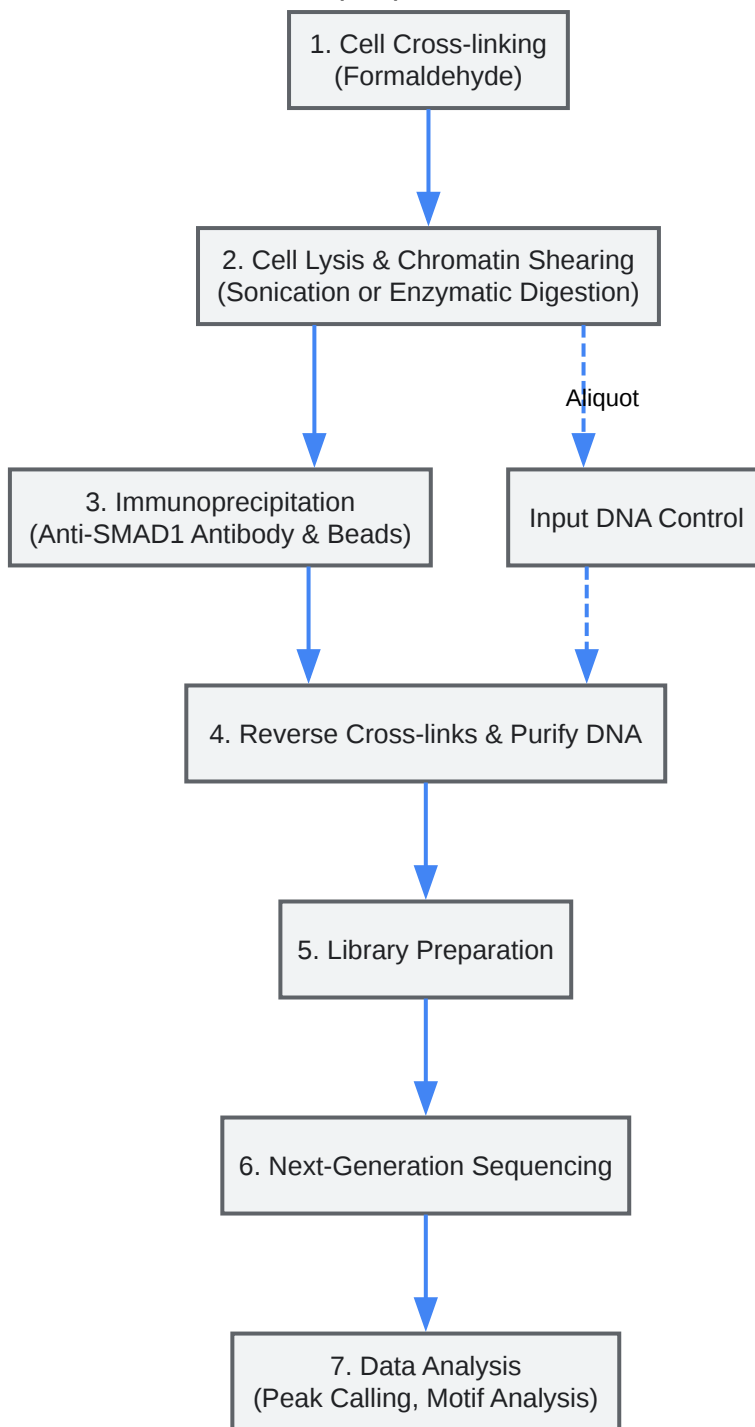 1. Cell Cross-linking
(Formaldehyde)
2. Cell Lysis & Chromatin Shearing
(Sonication or Enzymatic Digestion)
Aliquot
3. Immunoprecipitation
(Anti-SMAD1 Antibody & Beads)
Input DNA Control
4. Reverse Cross-links & Purify DNA
5. Library Preparation
6. Next-Generation Sequencing
7. Data Analysis
(Peak Calling, Motif Analysis)